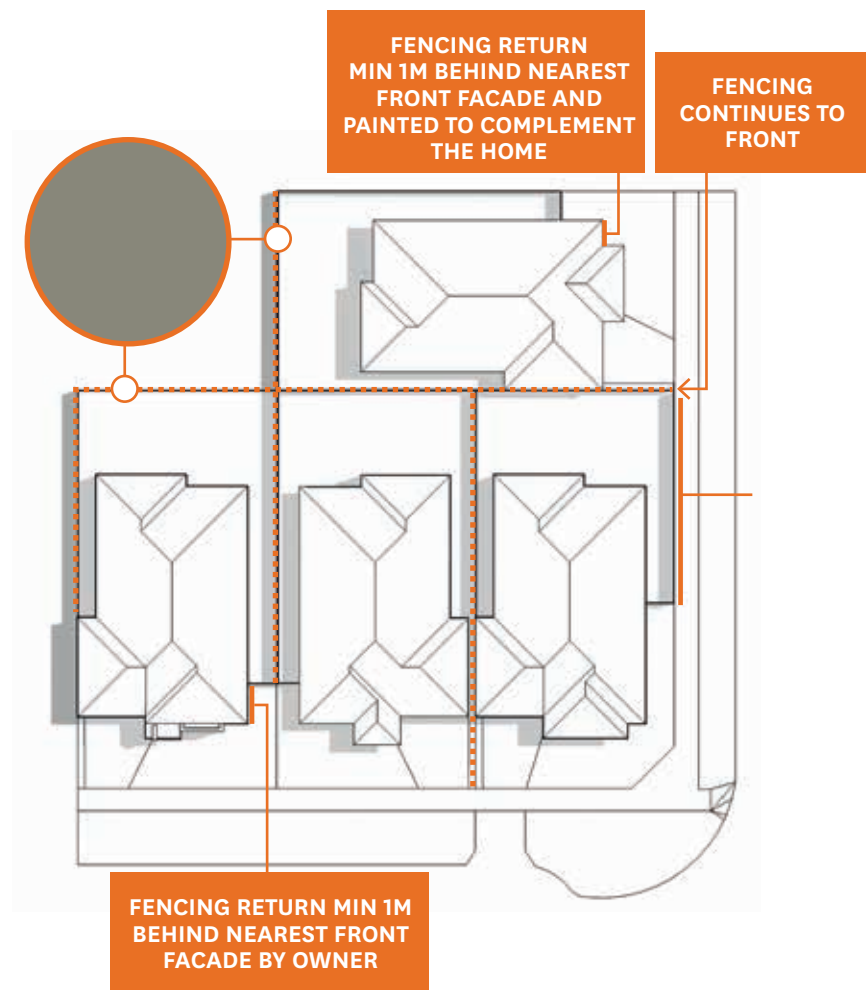 FENCING RETURN
MIN 1M BEHIND NEAREST
FRONT FACADE AND
PAINTED TO COMPLEMENT
THE HOME
FENCING
CONTINUES TO
FRONT
FENCING RETURN MIN 1M
BEHIND NEAREST FRONT
FACADE BY OWNER